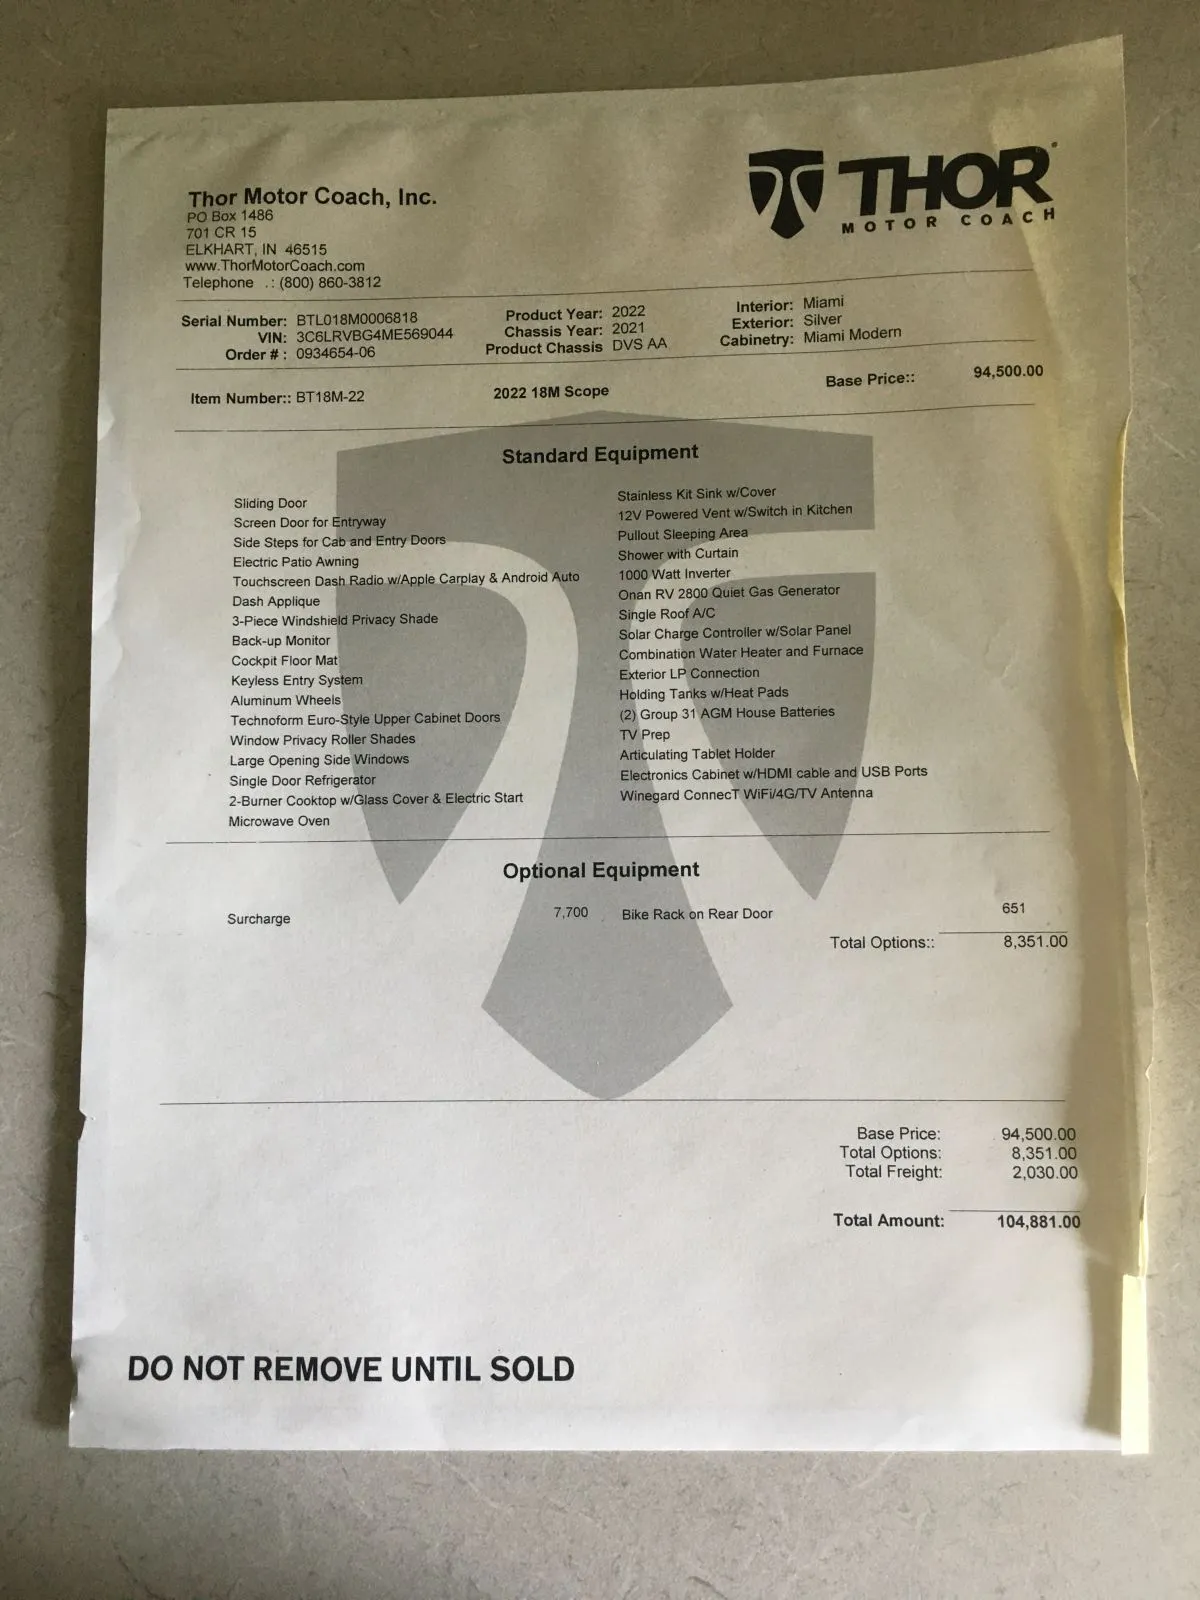 THOR
MOTOR COACH
Thor Motor Coach, Inc.
PO Box 1486
701 CR 15
ELKHART, IN 46515
www.ThorMotorCoach.com
Telephone .: (800) 860-3812
Serial Number: BTL018M0006818
VIN: 3C6LRVBG4ME569044
Order # : 0934654-06
Product Year: 2022
Chassis Year: 2021
Product Chassis DVS AA
Interior: Miami
Exterior: Silver
Cabinetry: Miami Modern
Item Number:: BT18M-22 2022 18M Scope Base Price:: 94,500.00
Standard Equipment
Sliding Door
Screen Door for Entryway
Side Steps for Cab and Entry Doors
Electric Patio Awning
Touchscreen Dash Radio w/Apple Carplay & Android Auto
Dash Applique
3-Piece Windshield Privacy Shade
Back-up Monitor
Cockpit Floor Mat
Keyless Entry System
Aluminum Wheels
Technoform Euro-Style Upper Cabinet Doors
Window Privacy Roller Shades
Large Opening Side Windows
Single Door Refrigerator
2-Burner Cooktop w/Glass Cover & Electric Start
Microwave Oven
Stainless Kit Sink w/Cover
12V Powered Vent w/Switch in Kitchen
Pullout Sleeping Area
Shower with Curtain
1000 Watt Inverter
Onan RV 2800 Quiet Gas Generator
Single Roof A/C
Solar Charge Controller w/Solar Panel
Combination Water Heater and Furnace
Exterior LP Connection
Holding Tanks w/Heat Pads
(2) Group 31 AGM House Batteries
TV Prep
Articulating Tablet Holder
Electronics Cabinet w/HDMI cable and USB Ports
Winegard ConnecT WiFi/4G/TV Antenna
Optional Equipment
Surcharge 7,700 Bike Rack on Rear Door 651
Total Options:: 8,351.00
Base Price: 94,500.00
Total Options: 8,351.00
Total Freight: 2,030.00
Total Amount: 104,881.00
DO NOT REMOVE UNTIL SOLD